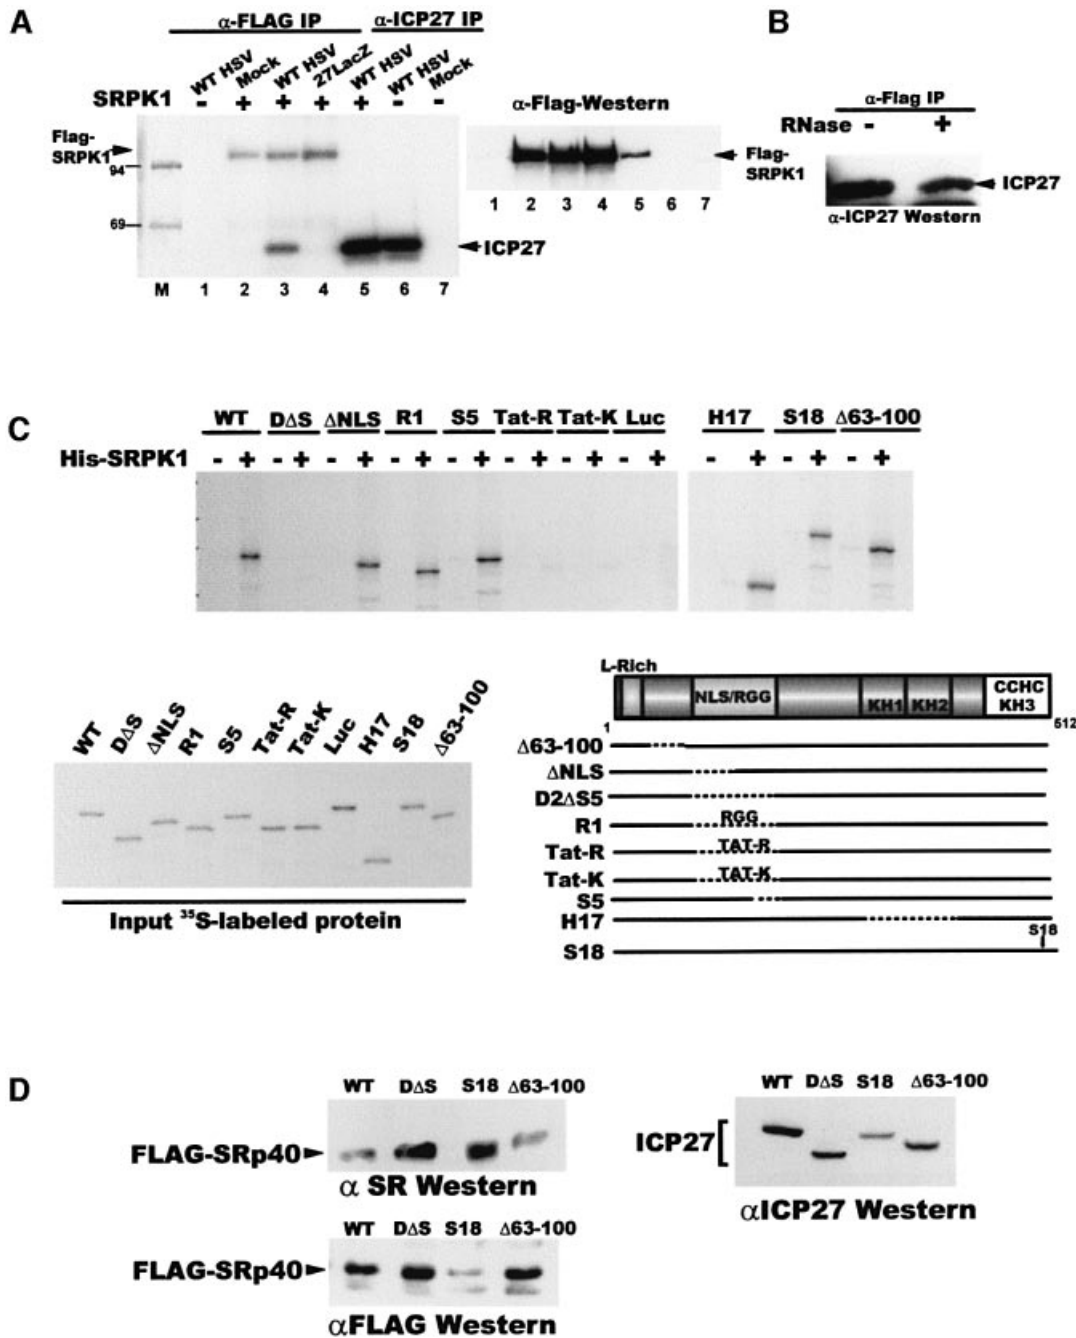 A
α-FLAG IP
α-ICP27 IP
WT HSV
Mock
WT HSV
27LacZ
WT HSV
WT HSV
Mock
SRPK1 - + + + + - -
Flag-
SRPK1
94
69
ICP27
M 1 2 3 4 5 6 7
α-Flag-Western
Flag-
SRPK1
1 2 3 4 5 6 7
B
α-Flag IP
RNase - +
ICP27
α-ICP27 Western
C
WT DΔS ΔNLS R1 S5 Tat-R Tat-K Luc H17 S18 Δ63-100
His-SRPK1 - + - + - + - + - + - + - + - + - + - + - +
WT
DΔS
ΔNLS
R1
S5
Tat-R
Tat-K
Luc
H17
S18
Δ63-100
Input ³⁵S-labeled protein
L-Rich
NLS/RGG
KH1
KH2
CCHC
KH3
1
512
Δ63-100
ΔNLS
D2ΔS5
R1
RGG
Tat-R
TAT-R
Tat-K
TAT-K
S5
H17
S18
S18
D
WT DΔS S18 Δ63-100
FLAG-SRp40
α SR Western
WT DΔS S18 Δ63-100
FLAG-SRp40
αFLAG Western
WT DΔS S18 Δ63-100
ICP27
αICP27 Western